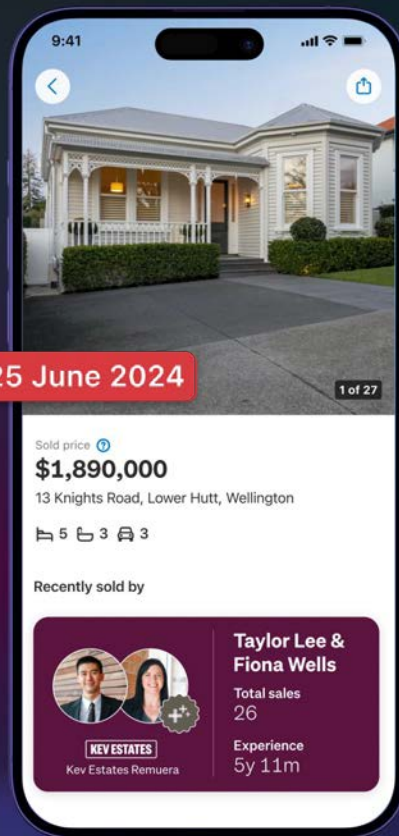 9:41
25 June 2024
1 of 27
Sold price ?
$1,890,000
13 Knights Road, Lower Hutt, Wellington
5 3 3
Recently sold by
Taylor Lee &
Fiona Wells
Total sales
26
Experience
5y 11m
KEV ESTATES
Kev Estates Remuera